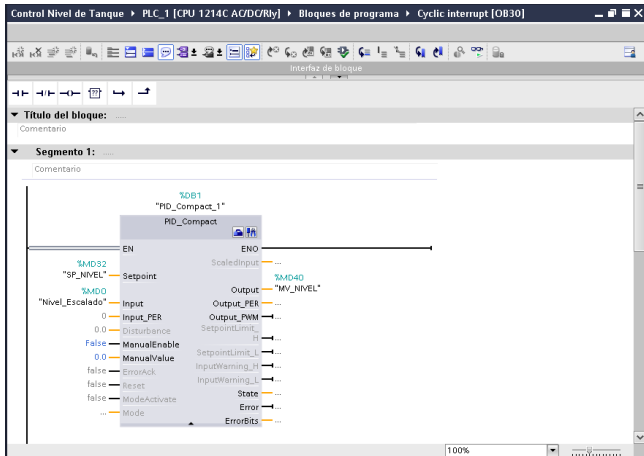 Control Nivel de Tanque ▸ PLC_1 [CPU 1214C AC/DC/Rly] ▸ Bloques de programa ▸ Cyclic interrupt [OB30]
Interfaz de bloque
Título del bloque: .....
Comentario
Segmento 1: .....
Comentario
%DB1
"PID_Compact_1"
PID_Compact
EN ENO
ScaledInput ...
%MD32
"SP_NIVEL" Setpoint
%MD40
Output "MV_NIVEL"
%MD0
"Nivel_Escalado" Input
Output_PER ...
0 Input_PER
Output_PWM ...
0.0 Disturbance
SetpointLimit_
H ...
False ManualEnable
SetpointLimit_L ...
0.0 ManualValue
InputWarning_H ...
false ErrorAck
InputWarning_L ...
false Reset
State ...
false ModeActivate
Error ...
... Mode
ErrorBits ...
100%